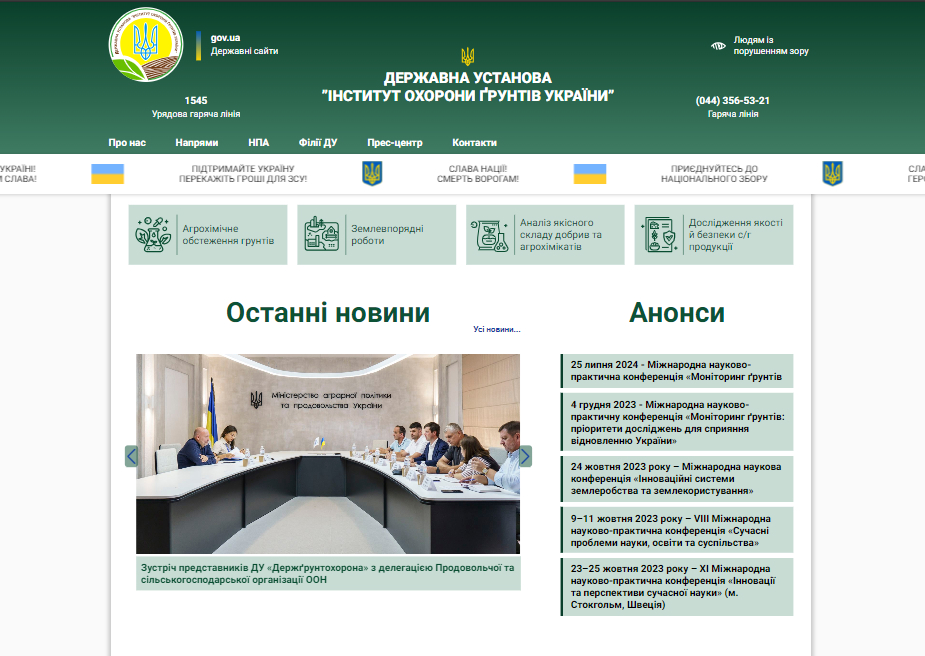 gov.ua
Державні сайти
Людям із
порушенням зору
ДЕРЖАВНА УСТАНОВА
"ІНСТИТУТ ОХОРОНИ ҐРУНТІВ УКРАЇНИ"
1545
Урядова гаряча лінія
(044) 356-53-21
Гаряча лінія
Про нас Напрями НПА Філії ДУ Прес-центр Контакти
УКРАЇНІ! ПІДТРИМАЙТЕ УКРАЇНУ СЛАВА НАЦІЇ! ПРИЄДНУЙТЕСЬ ДО
СЛАВА! ПЕРЕКАЖІТЬ ГРОШІ ДЛЯ ЗСУ! СМЕРТЬ ВОРОГАМ! НАЦІОНАЛЬНОГО ЗБОРУ
Агрохімічне
обстеження грунтів
Землевпорядні
роботи
Аналіз якісного
складу добрив та
агрохімікатів
Дослідження якості
й безпеки с/г
продукції
Останні новини
Усі новини...
Міністерство аграрної політики
та продовольства України
Зустріч представників ДУ «Держґрунтохорона» з делегацією Продовольчої та
сільськогосподарської організації ООН
Анонси
25 липня 2024 - Міжнародна науково-
практична конференція «Моніторинг ґрунтів
4 грудня 2023 - Міжнародна науково-
практичну конференція «Моніторинг ґрунтів:
пріоритети досліджень для сприяння
відновленню України»
24 жовтня 2023 року – Міжнародна наукова
конференція «Інноваційні системи
землеробства та землекористування»
9–11 жовтня 2023 року – VIII Міжнародна
науково-практична конференція «Сучасні
проблеми науки, освіти та суспільства»
23–25 жовтня 2023 року – XI Міжнародна
науково-практична конференція «Інновації
та перспективи сучасної науки» (м.
Стокгольм, Швеція)